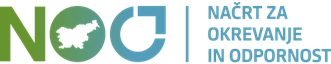 NOO
NAČRT ZA
OKREVANJE
IN ODPORNOST